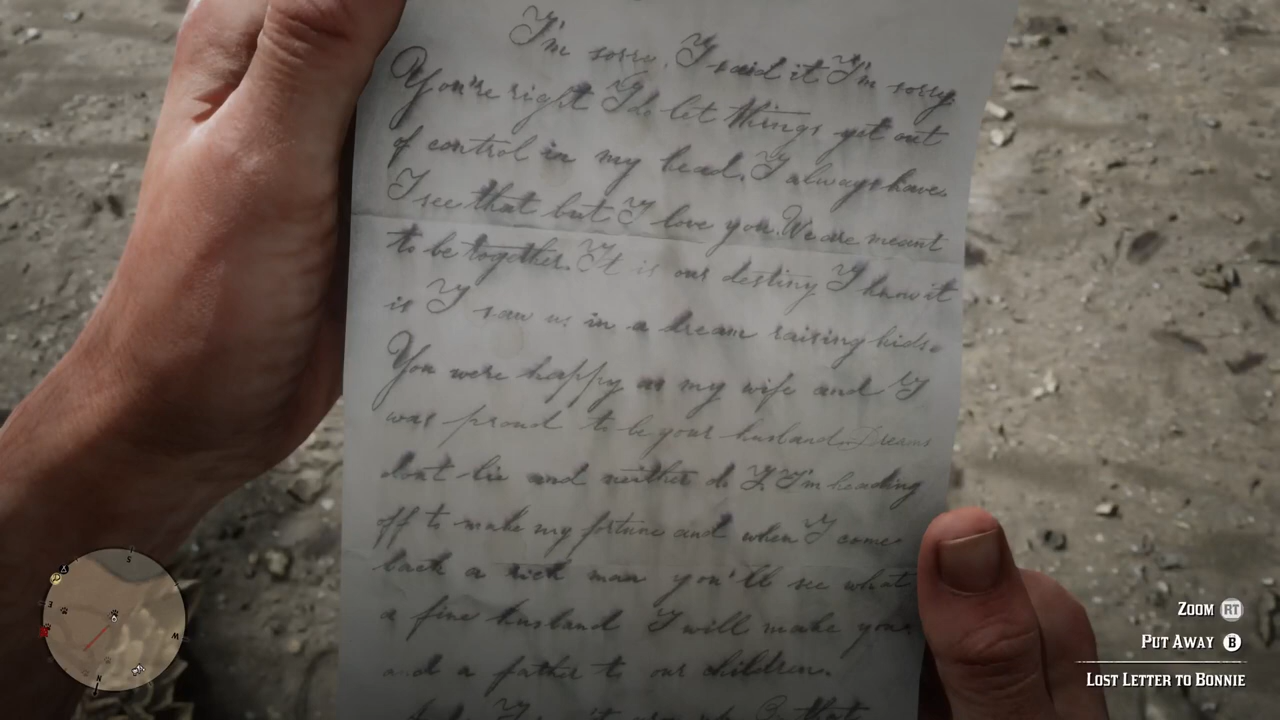 I'm sorry. I said it I'm sorry.
You're right I do let things get out
of control in my head. I always have.
I see that but I love you. We are meant
to be together. It is our destiny I know it
is I saw us in a dream raising kids.
You were happy as my wife and I
was proud to be your husband. Dreams
don't lie and neither do I. I'm heading
off to make my fortune and when I come
back a rich man you'll see what
a fine husband I will make you
and a father to our children.
that
ZOOM RT
PUT AWAY B
LOST LETTER TO BONNIE
S
E
W
N